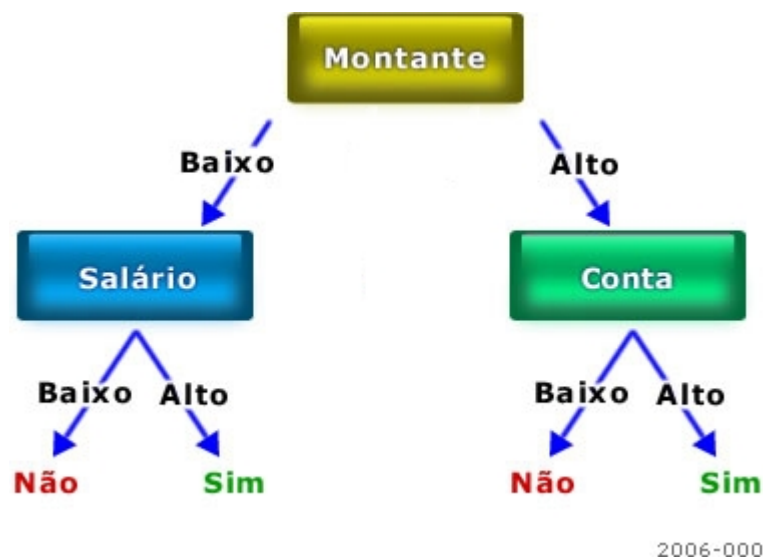 Montante
Baixo Alto
Salário Conta
Baixo Alto Baixo Alto
Não Sim Não Sim
2006-000